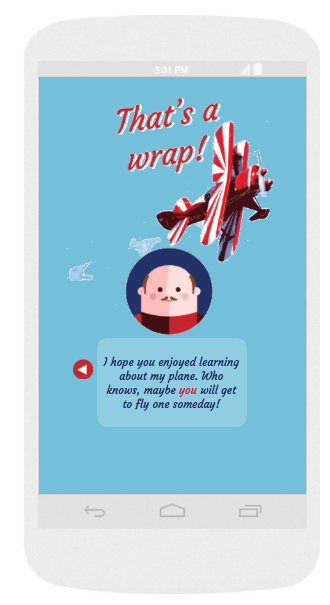 3:31 PM
That's a
wrap!
I hope you enjoyed learning
about my plane. Who
knows, maybe you will get
to fly one someday!